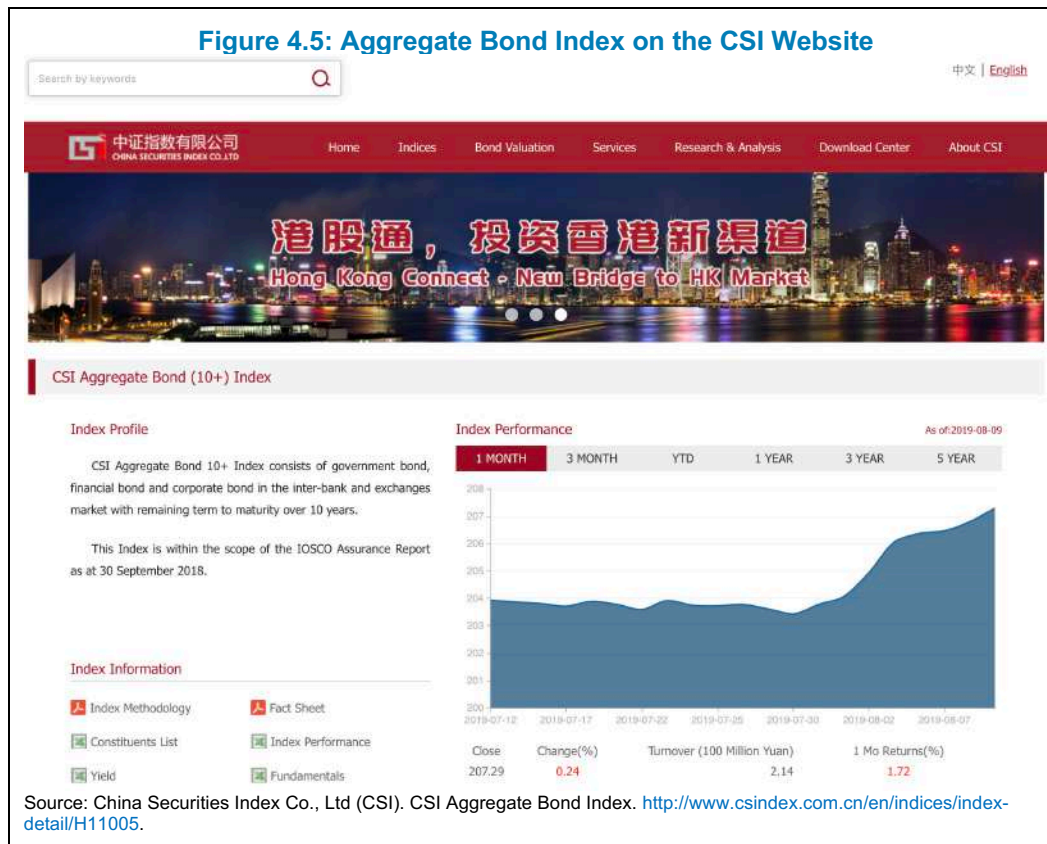 Figure 4.5: Aggregate Bond Index on the CSI Website
Search by keywords
中文 | English
中证指数有限公司
CHINA SECURITIES INDEX CO.,LTD
Home Indices Bond Valuation Services Research & Analysis Download Center About CSI
港股通，投资香港新渠道
Hong Kong Connect - New Bridge to HK Market
CSI Aggregate Bond (10+) Index
Index Profile
CSI Aggregate Bond 10+ Index consists of government bond,
financial bond and corporate bond in the inter-bank and exchanges
market with remaining term to maturity over 10 years.
This Index is within the scope of the IOSCO Assurance Report
as at 30 September 2018.
Index Information
Index Methodology Fact Sheet
Constituents List Index Performance
Yield Fundamentals
Index Performance As of:2019-08-09
1 MONTH 3 MONTH YTD 1 YEAR 3 YEAR 5 YEAR
208
207
206
205
204
203
202
201
200
2019-07-12 2019-07-17 2019-07-22 2019-07-25 2019-07-30 2019-08-02 2019-08-07
Close Change(%) Turnover (100 Million Yuan) 1 Mo Returns(%)
207.29 0.24 2.14 1.72
Source: China Securities Index Co., Ltd (CSI). CSI Aggregate Bond Index. http://www.csindex.com.cn/en/indices/index-
detail/H11005.